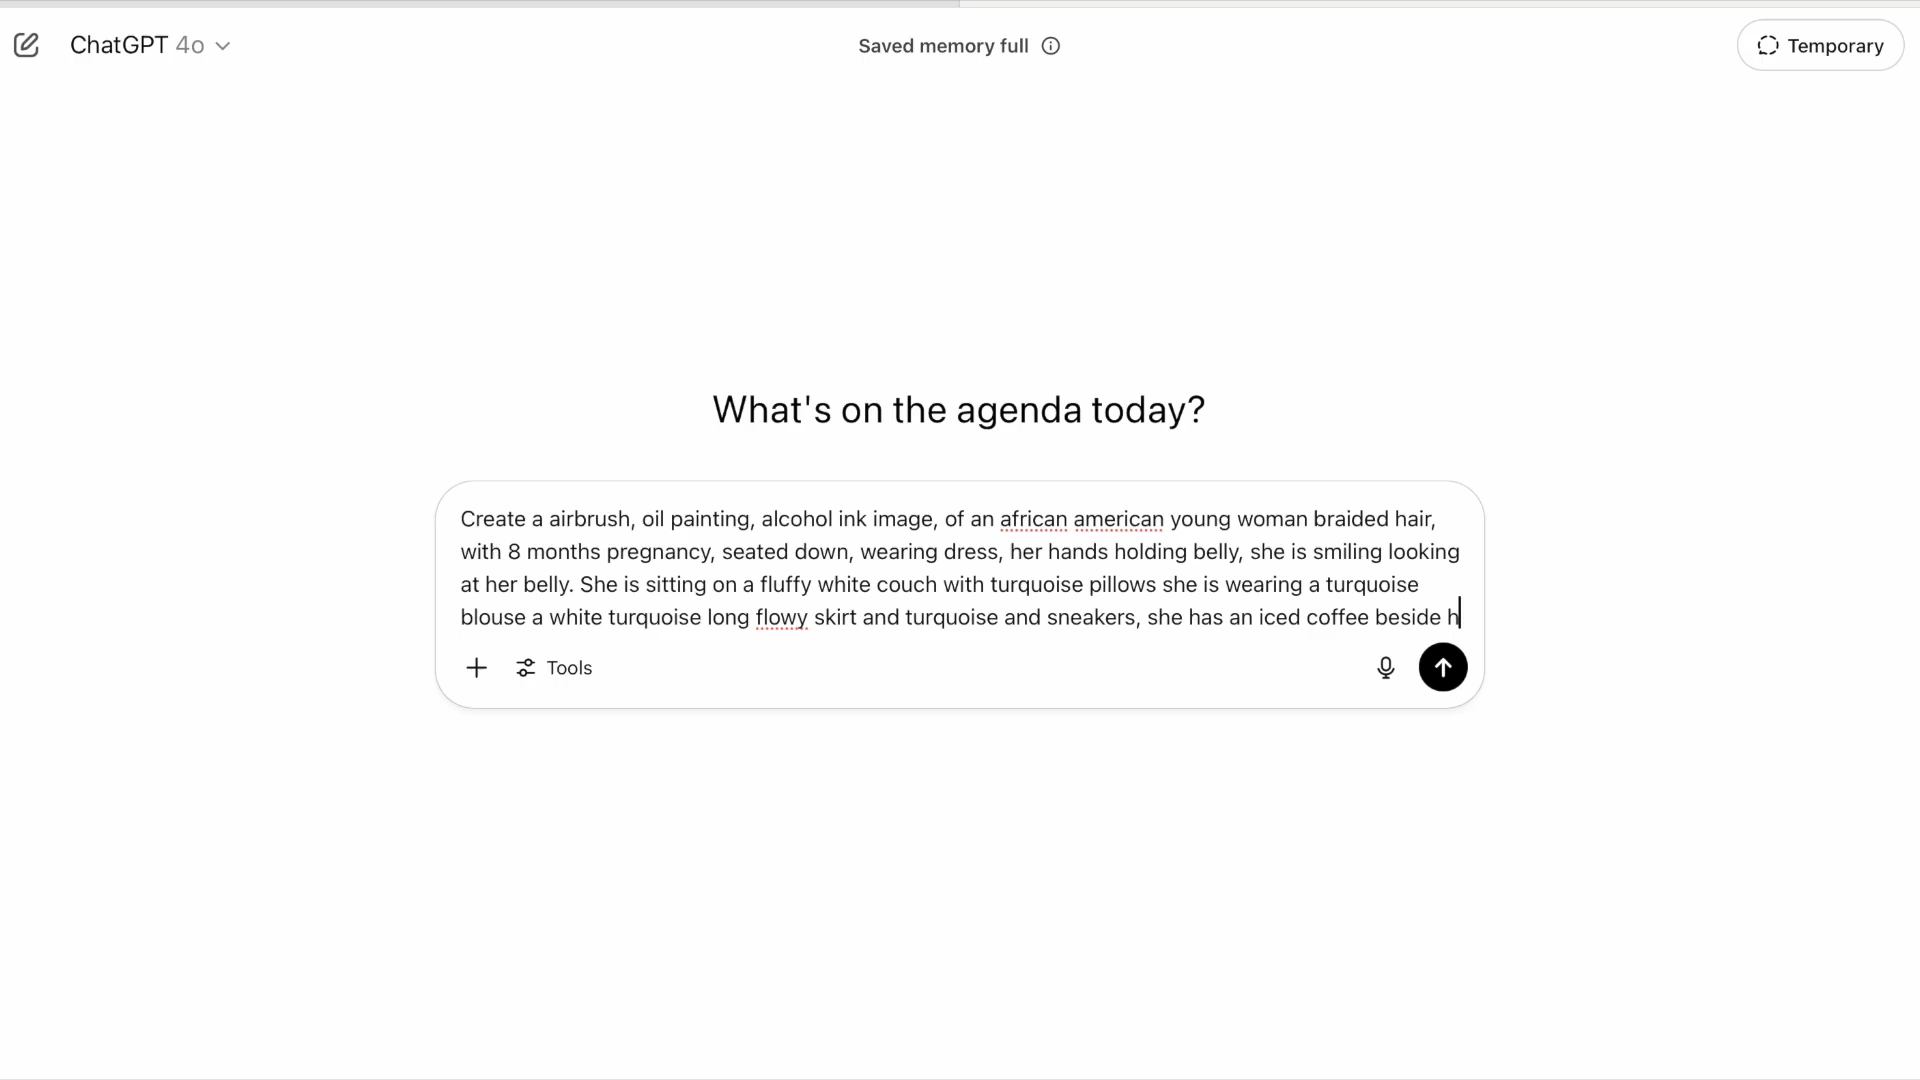 ChatGPT 4o
Saved memory full
Temporary
What's on the agenda today?
Create a airbrush, oil painting, alcohol ink image, of an african american young woman braided hair,
with 8 months pregnancy, seated down, wearing dress, her hands holding belly, she is smiling looking
at her belly. She is sitting on a fluffy white couch with turquoise pillows she is wearing a turquoise
blouse a white turquoise long flowy skirt and turquoise and sneakers, she has an iced coffee beside h
Tools